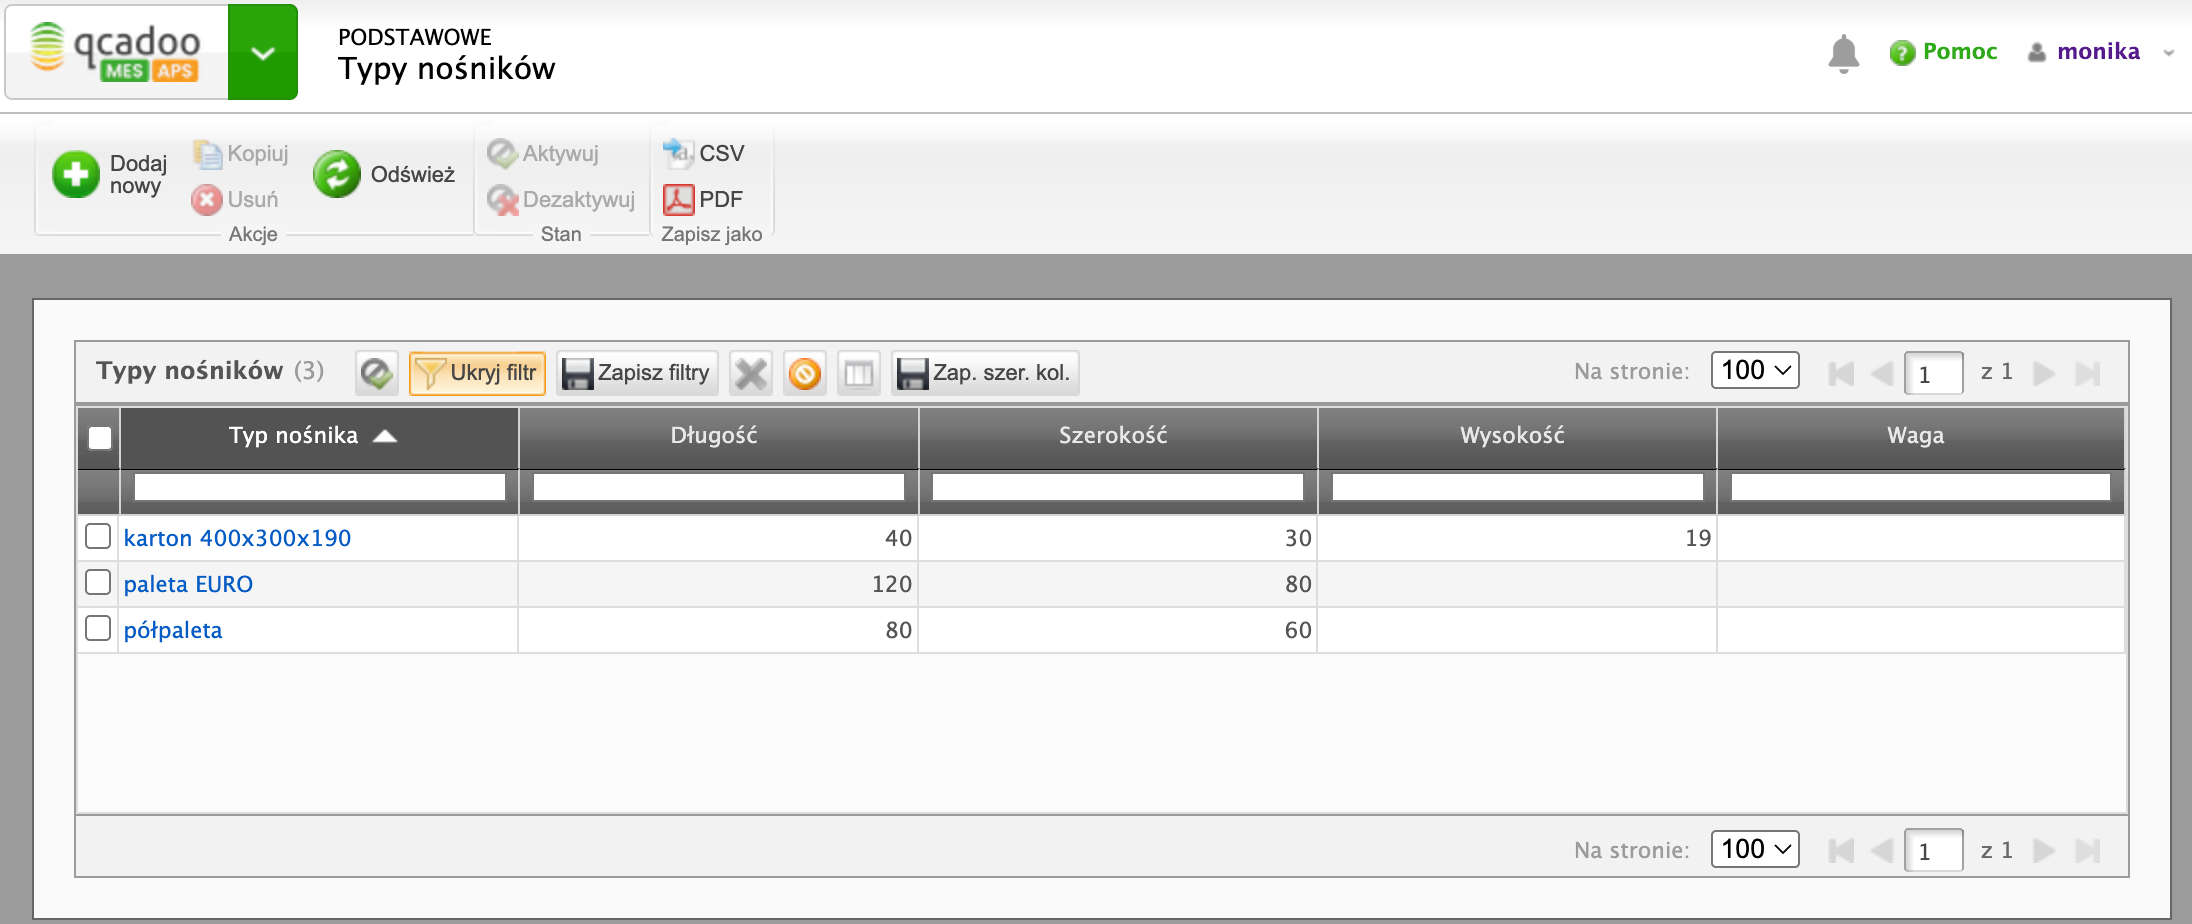 qcadoo
MES APS
PODSTAWOWE
Typy nośników
Pomoc
monika
Dodaj nowy
Kopiuj
Usuń
Odśwież
Akcje
Aktywuj
Dezaktywuj
Stan
CSV
PDF
Zapisz jako
Typy nośników (3)
Ukryj filtr
Zapisz filtry
Zap. szer. kol.
Na stronie: 100
1 z 1
Typ nośnika Długość Szerokość Wysokość Waga
karton 400x300x190 40 30 19
paleta EURO 120 80
półpaleta 80 60
Na stronie: 100
1 z 1